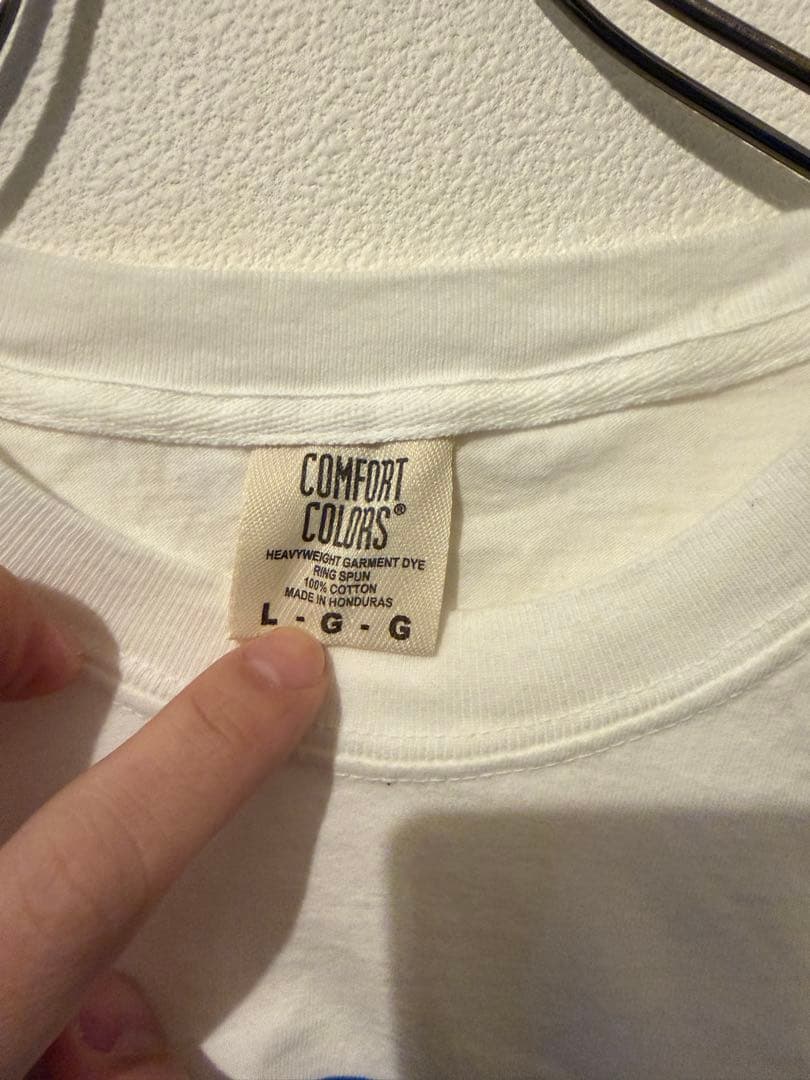 COMFORT
COLORS®
HEAVYWEIGHT GARMENT DYE
RING SPUN
100% COTTON
MADE IN HONDURAS
L - G - G